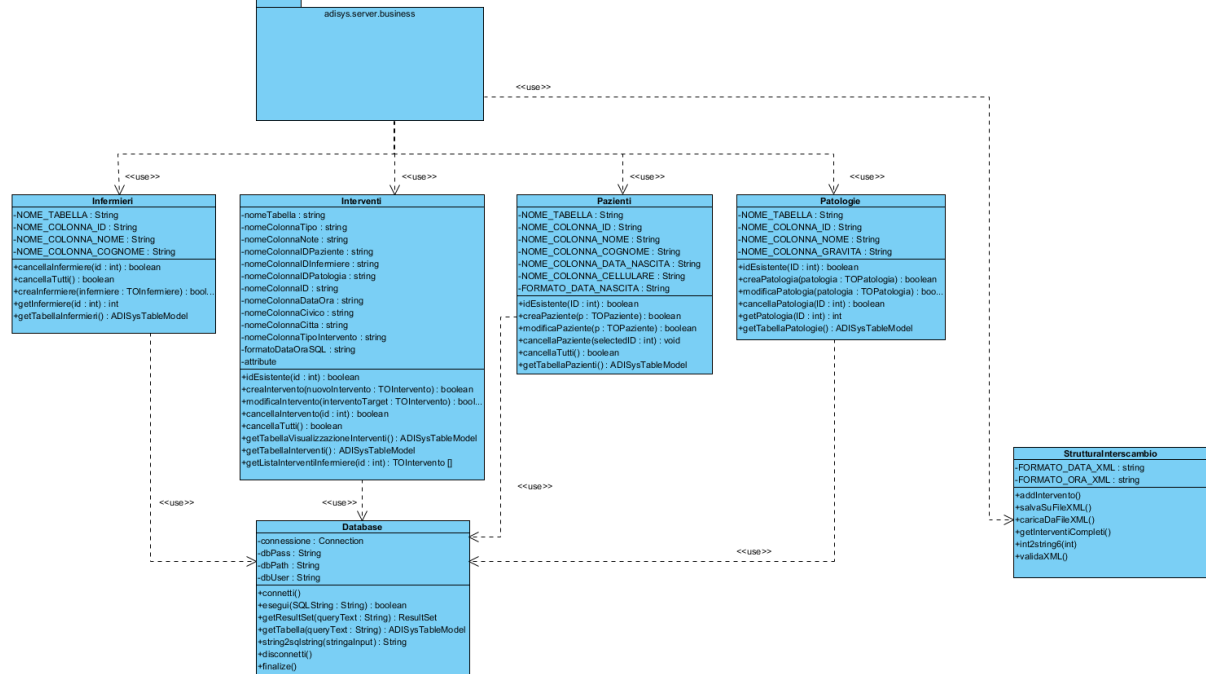 adisys.server.business
<<use>>
<<use>>
<<use>>
<<use>>
<<use>>
Infermieri
-NOME_TABELLA : String
-NOME_COLONNA_ID : String
-NOME_COLONNA_NOME : String
-NOME_COLONNA_COGNOME : String
+cancellaInfermiere(id : int) : boolean
+cancellaTutti() : boolean
+creaInfermiere(infermiere : TOInfermiere) : bool...
+getInfermiere(id : int) : int
+getTabellaInfermieri() : ADISysTableModel
Interventi
-nomeTabella : string
-nomeColonnaTipo : string
-nomeColonnaNote : string
-nomeColonnaIDPaziente : string
-nomeColonnaIDInfermiere : string
-nomeColonnaIDPatologia : string
-nomeColonnaID : string
-nomeColonnaDataOra : string
-nomeColonnaCivico : string
-nomeColonnaCitta : string
-nomeColonnaTipoIntervento : string
-formatoDataOraSQL : string
-attribute
+idEsistente(id : int) : boolean
+creaIntervento(nuovoIntervento : TOIntervento) : boolean
+modificaIntervento(interventoTarget : TOIntervento) : bool...
+cancellaIntervento(id : int) : boolean
+cancellaTutti() : boolean
+getTabellaVisualizzazioneInterventi() : ADISysTableModel
+getTabellaInterventi() : ADISysTableModel
+getListaInterventiInfermiere(id : int) : TOIntervento []
Pazienti
-NOME_TABELLA : String
-NOME_COLONNA_ID : String
-NOME_COLONNA_NOME : String
-NOME_COLONNA_COGNOME : String
-NOME_COLONNA_DATA_NASCITA : String
-NOME_COLONNA_CELLULARE : String
-FORMATO_DATA_NASCITA : String
+idEsistente(ID : int) : boolean
+creaPaziente(p : TOPaziente) : boolean
+modificaPaziente(p : TOPaziente) : boolean
+cancellaPaziente(selectedID : int) : void
+cancellaTutti() : boolean
+getTabellaPazienti() : ADISysTableModel
Patologie
-NOME_TABELLA : String
-NOME_COLONNA_ID : String
-NOME_COLONNA_NOME : String
-NOME_COLONNA_GRAVITA : String
+idEsistente(ID : int) : boolean
+creaPatologia(patologia : TOPatologia) : boolean
+modificaPatologia(patologia : TOPatologia) : boo...
+cancellaPatologia(ID : int) : boolean
+getPatologia(ID : int) : int
+getTabellaPatologie() : ADISysTableModel
StrutturaInterscambio
-FORMATO_DATA_XML : string
-FORMATO_ORA_XML : string
+addIntervento()
+salvaSuFileXML()
+caricaDaFileXML()
+getInterventiCompleti()
+int2string6(int)
+validaXML()
<<use>>
<<use>>
<<use>>
<<use>>
Database
-connessione : Connection
-dbPass : String
-dbPath : String
-dbUser : String
+connetti()
+esegui(SQLString : String) : boolean
+getResultSet(queryText : String) : ResultSet
+getTabella(queryText : String) : ADISysTableModel
+string2sqlstring(stringaInput) : String
+disconnetti()
+finalize()